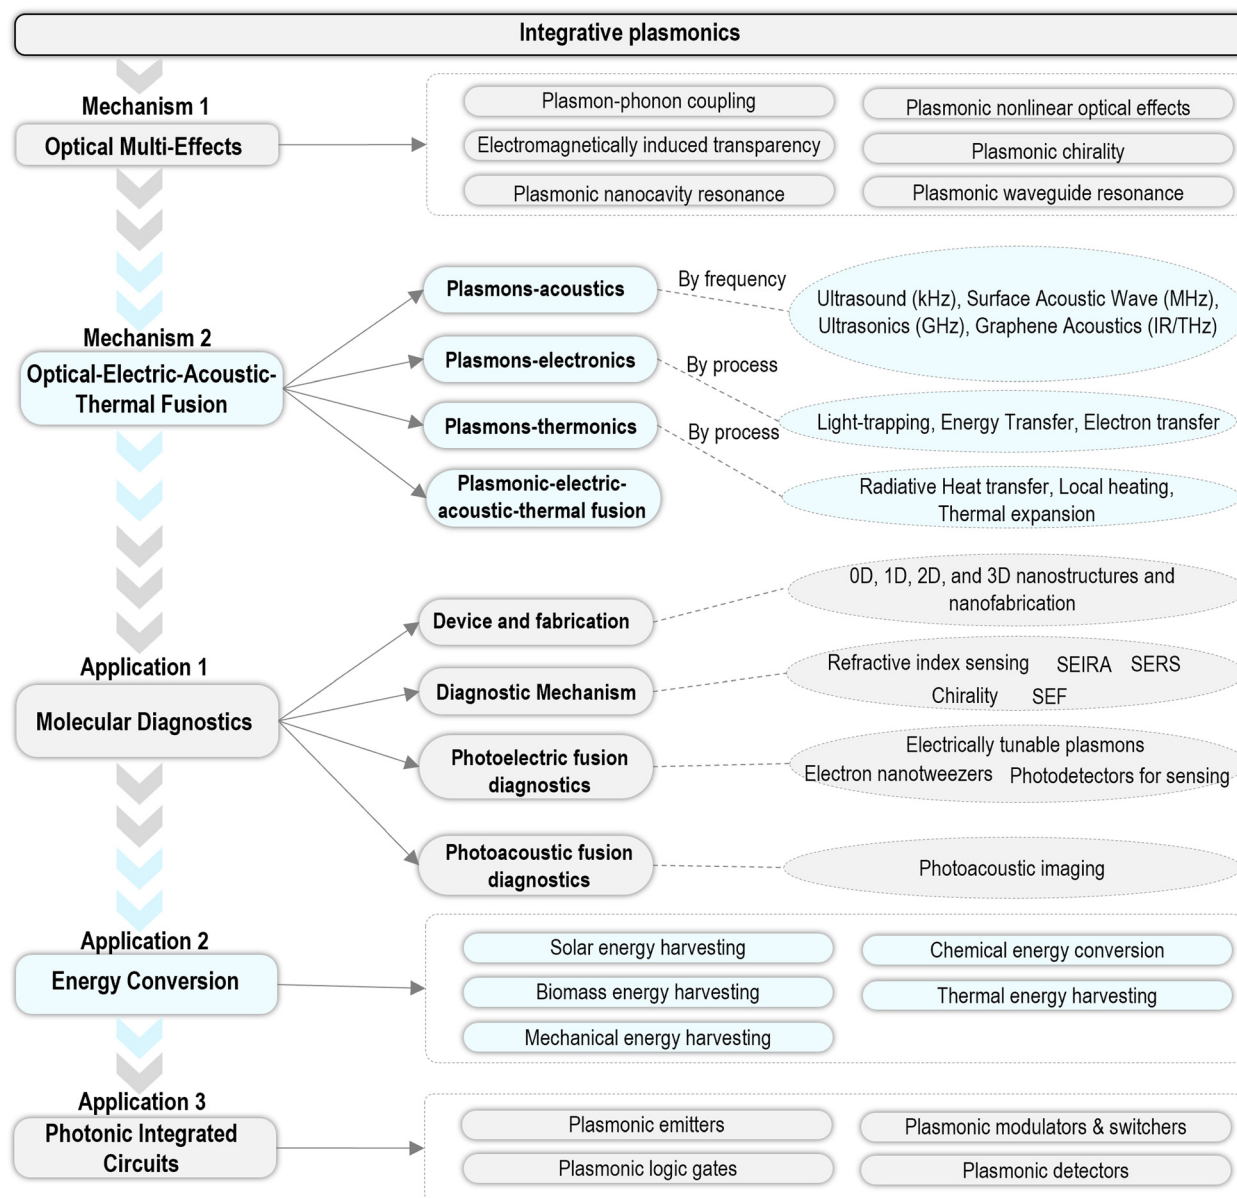 Integrative plasmonics
Mechanism 1
Optical Multi-Effects
Plasmon-phonon coupling
Plasmonic nonlinear optical effects
Electromagnetically induced transparency
Plasmonic chirality
Plasmonic nanocavity resonance
Plasmonic waveguide resonance
Mechanism 2
Optical-Electric-Acoustic-
Thermal Fusion
Plasmons-acoustics
By frequency
Ultrasound (kHz), Surface Acoustic Wave (MHz),
Ultrasonics (GHz), Graphene Acoustics (IR/THz)
Plasmons-electronics
By process
Light-trapping, Energy Transfer, Electron transfer
Plasmons-thermonics
By process
Radiative Heat transfer, Local heating,
Thermal expansion
Plasmonic-electric-
acoustic-thermal fusion
Application 1
Molecular Diagnostics
Device and fabrication
0D, 1D, 2D, and 3D nanostructures and
nanofabrication
Diagnostic Mechanism
Refractive index sensing SEIRA SERS
Chirality SEF
Photoelectric fusion
diagnostics
Electrically tunable plasmons
Electron nanotweezers Photodetectors for sensing
Photoacoustic fusion
diagnostics
Photoacoustic imaging
Application 2
Energy Conversion
Solar energy harvesting
Chemical energy conversion
Biomass energy harvesting
Thermal energy harvesting
Mechanical energy harvesting
Application 3
Photonic Integrated
Circuits
Plasmonic emitters
Plasmonic modulators & switchers
Plasmonic logic gates
Plasmonic detectors